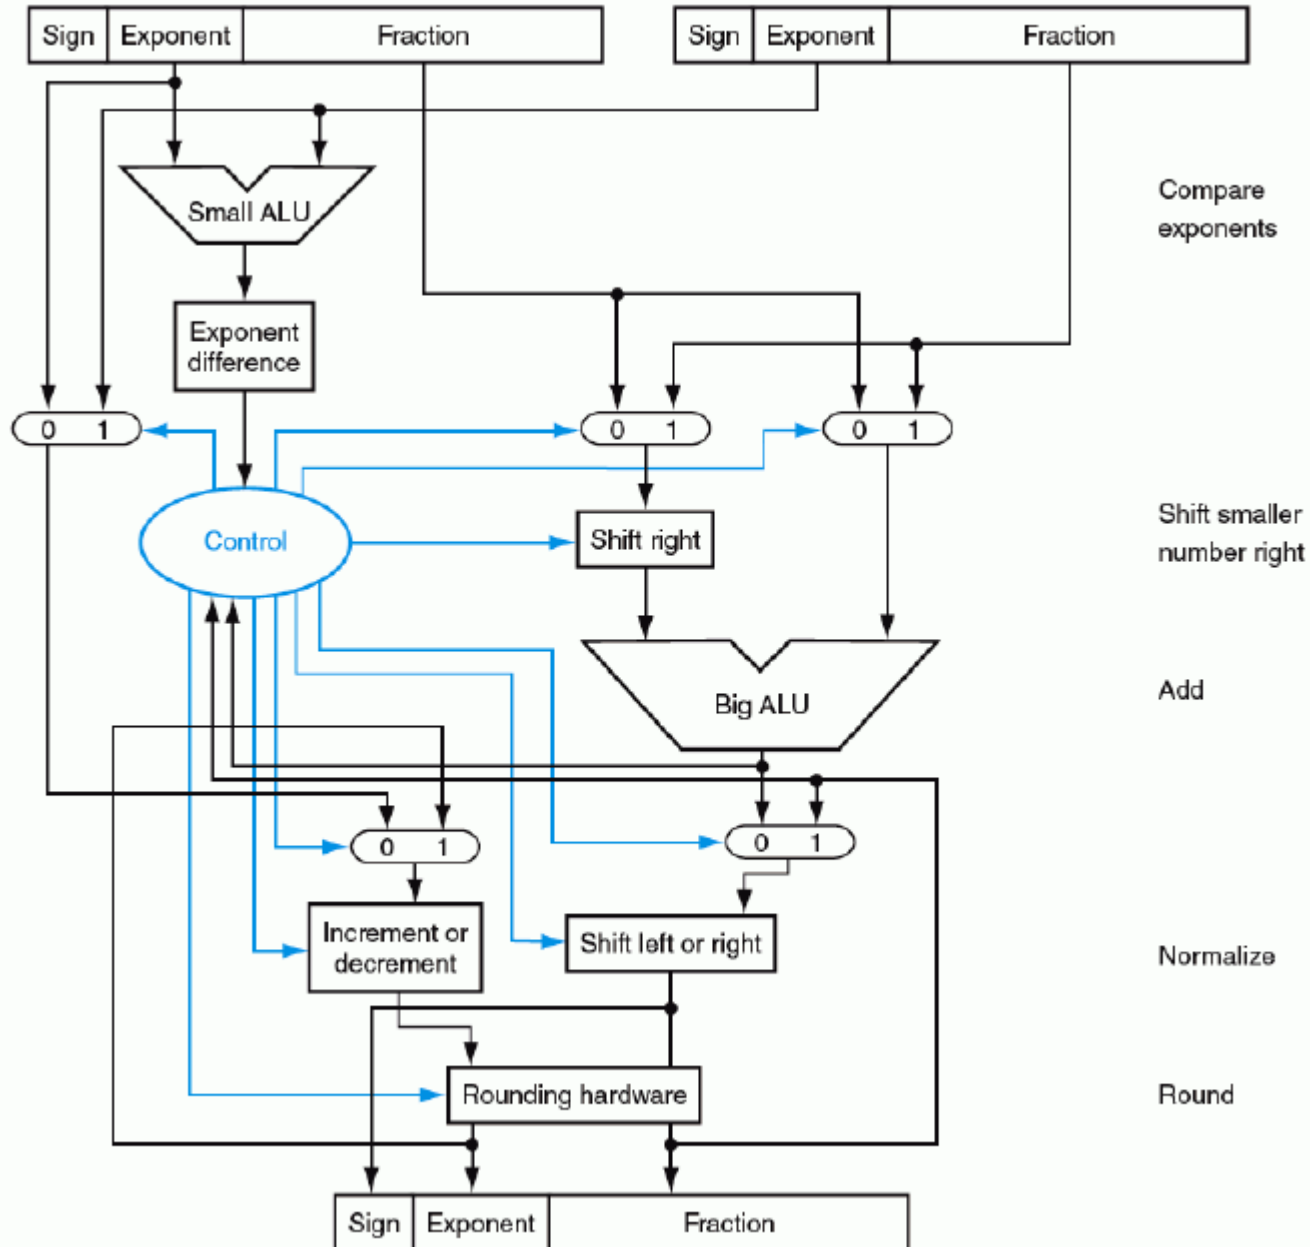 Sign Exponent Fraction Sign Exponent Fraction
Compare
exponents
Small ALU
Exponent
difference
0 1 0 1 0 1
Control
Shift right
Shift smaller
number right
Big ALU
Add
0 1 0 1
Increment or
decrement
Shift left or right
Normalize
Rounding hardware
Round
Sign Exponent Fraction